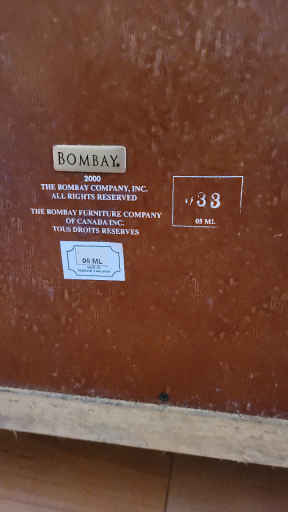 BOMBAY®
2000
THE BOMBAY COMPANY, INC.
ALL RIGHTS RESERVED
THE BOMBAY FURNITURE COMPANY
OF CANADA INC.
TOUS DROITS RESERVES
33
05 ML
05 ML